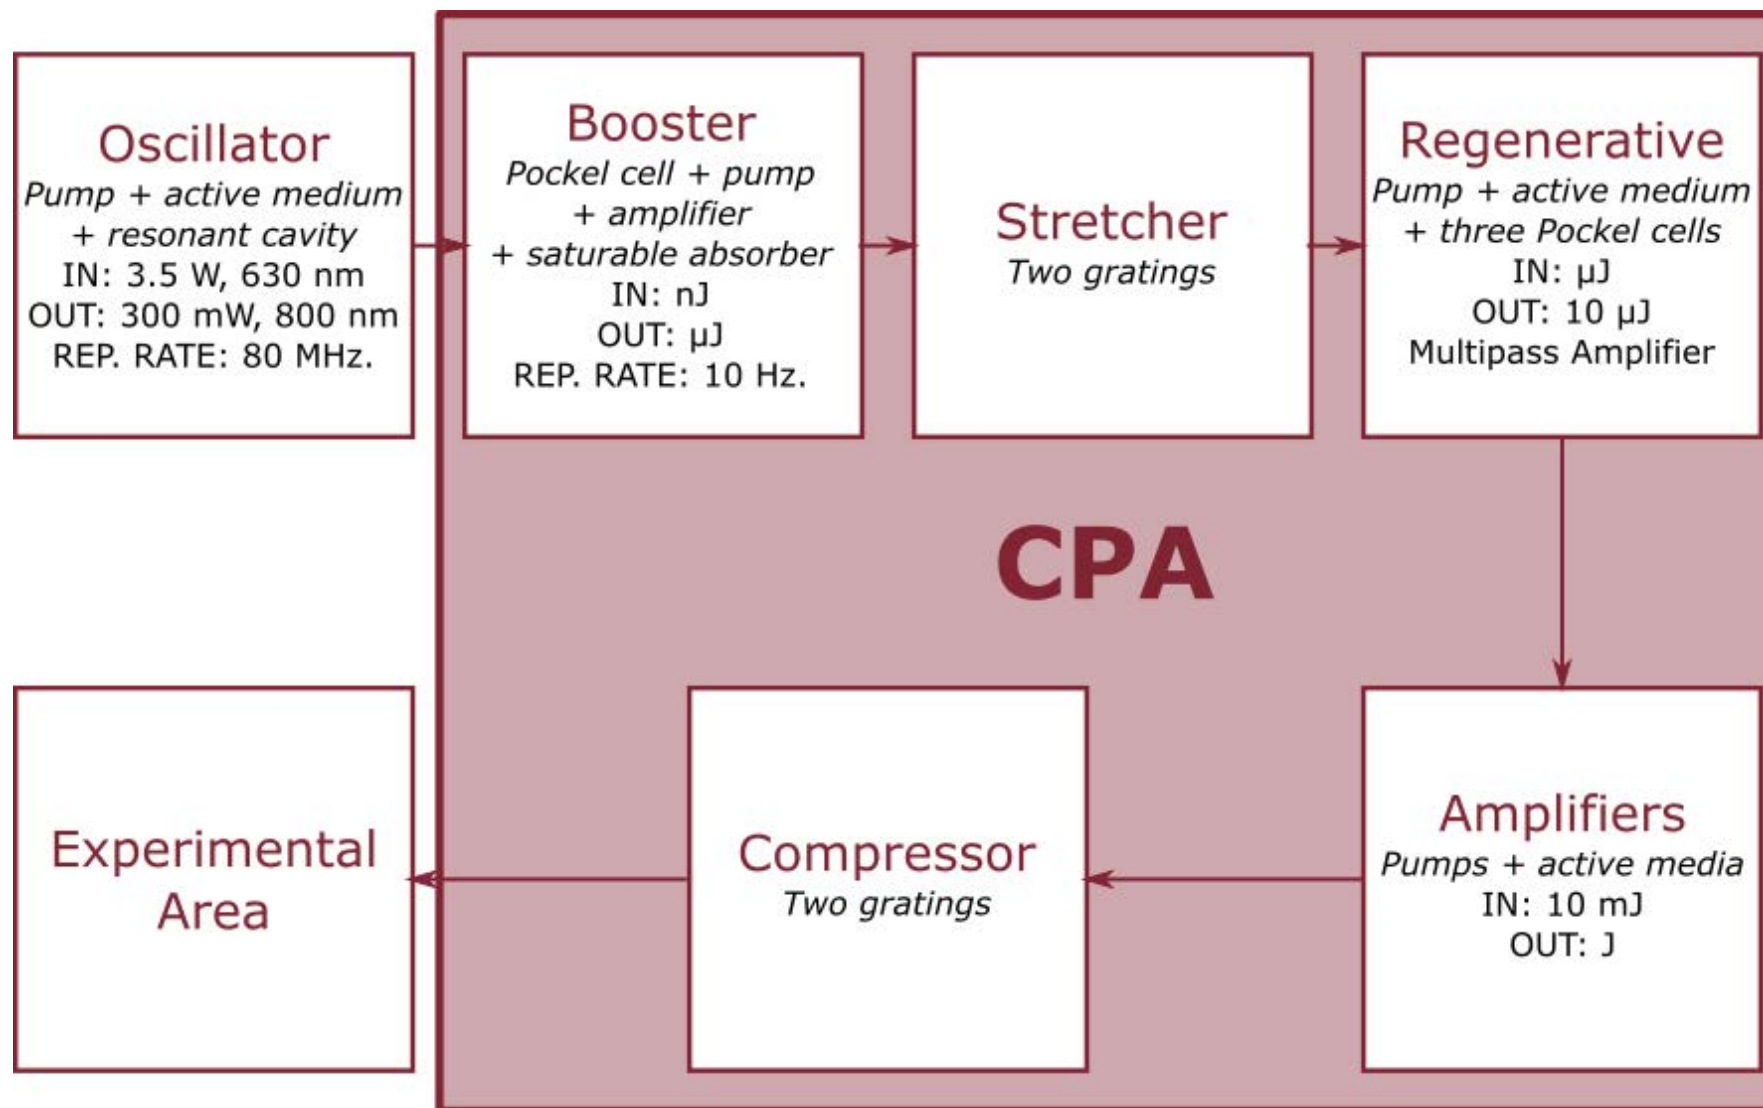 Oscillator
Pump + active medium
+ resonant cavity
IN: 3.5 W, 630 nm
OUT: 300 mW, 800 nm
REP. RATE: 80 MHz.
Booster
Pockel cell + pump
+ amplifier
+ saturable absorber
IN: nJ
OUT: μJ
REP. RATE: 10 Hz.
Stretcher
Two gratings
Regenerative
Pump + active medium
+ three Pockel cells
IN: μJ
OUT: 10 μJ
Multipass Amplifier
CPA
Amplifiers
Pumps + active media
IN: 10 mJ
OUT: J
Compressor
Two gratings
Experimental
Area